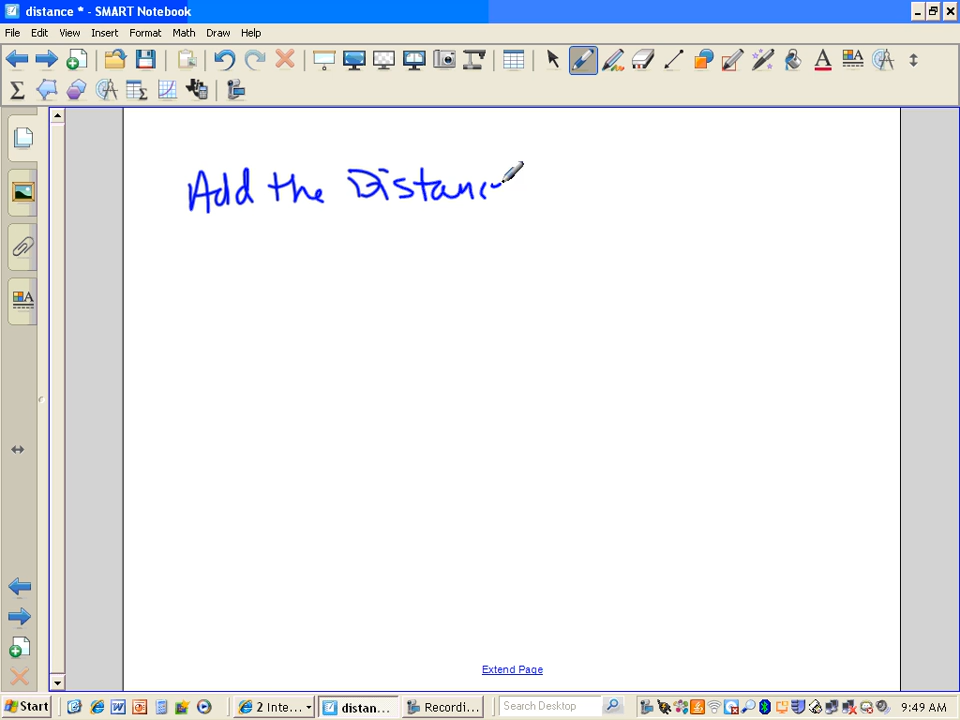 distance * - SMART Notebook
File Edit View Insert Format Math Draw Help
Add the Distanc
Extend Page
Start
2 Inte...
distan...
Recordi...
Search Desktop
9:49 AM